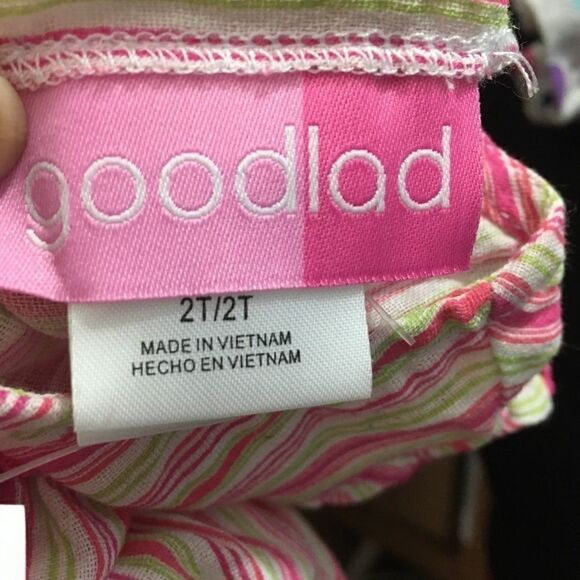 goodlad
2T/2T
MADE IN VIETNAM
HECHO EN VIETNAM